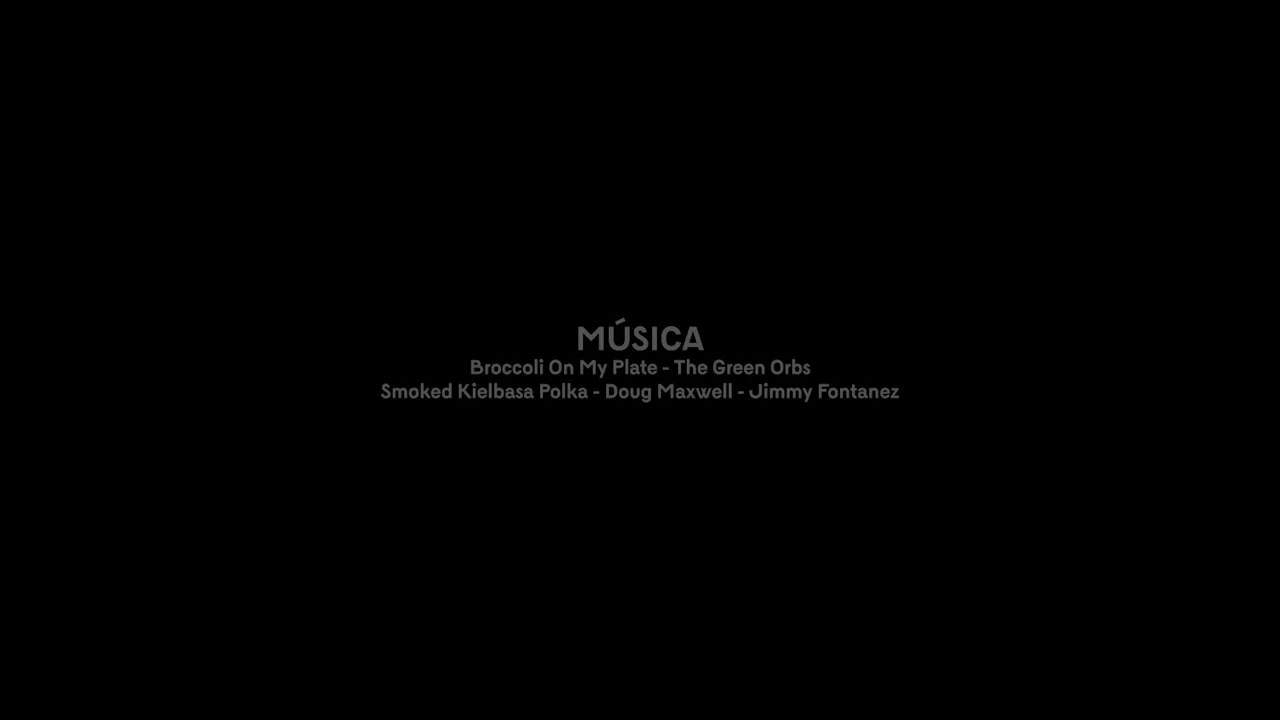 MÚSICA
Broccoli On My Plate - The Green Orbs
Smoked Kielbasa Polka - Doug Maxwell - Jimmy Fontanez